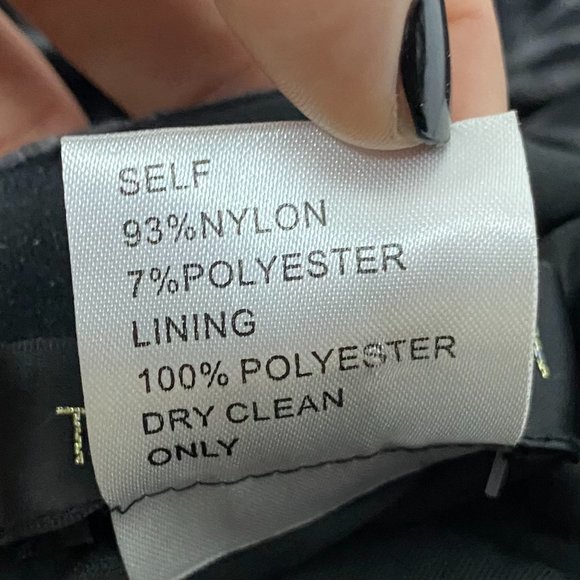 SELF
93%NYLON
7%POLYESTER
LINING
100% POLYESTER
DRY CLEAN
ONLY